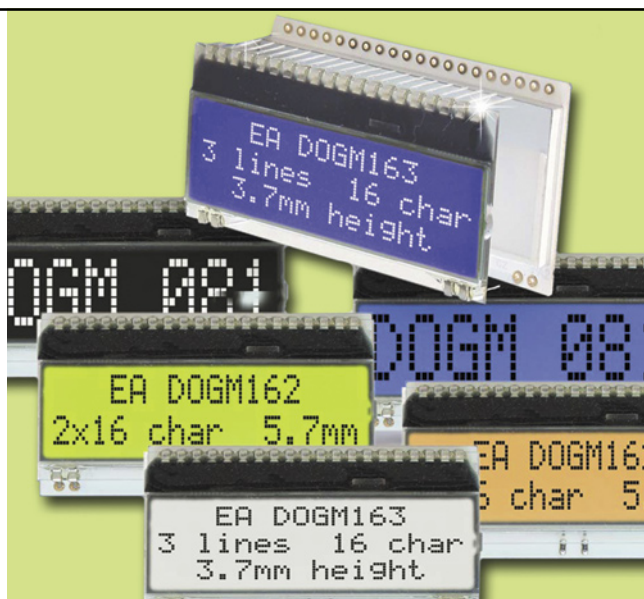 EA DOGM163
3 lines 16 char
3.7mm height
OGM 081
DOGM 08
EA DOGM162
2x16 char 5.7mm
EA DOGM16
char 5
EA DOGM163
3 lines 16 char
3.7mm height